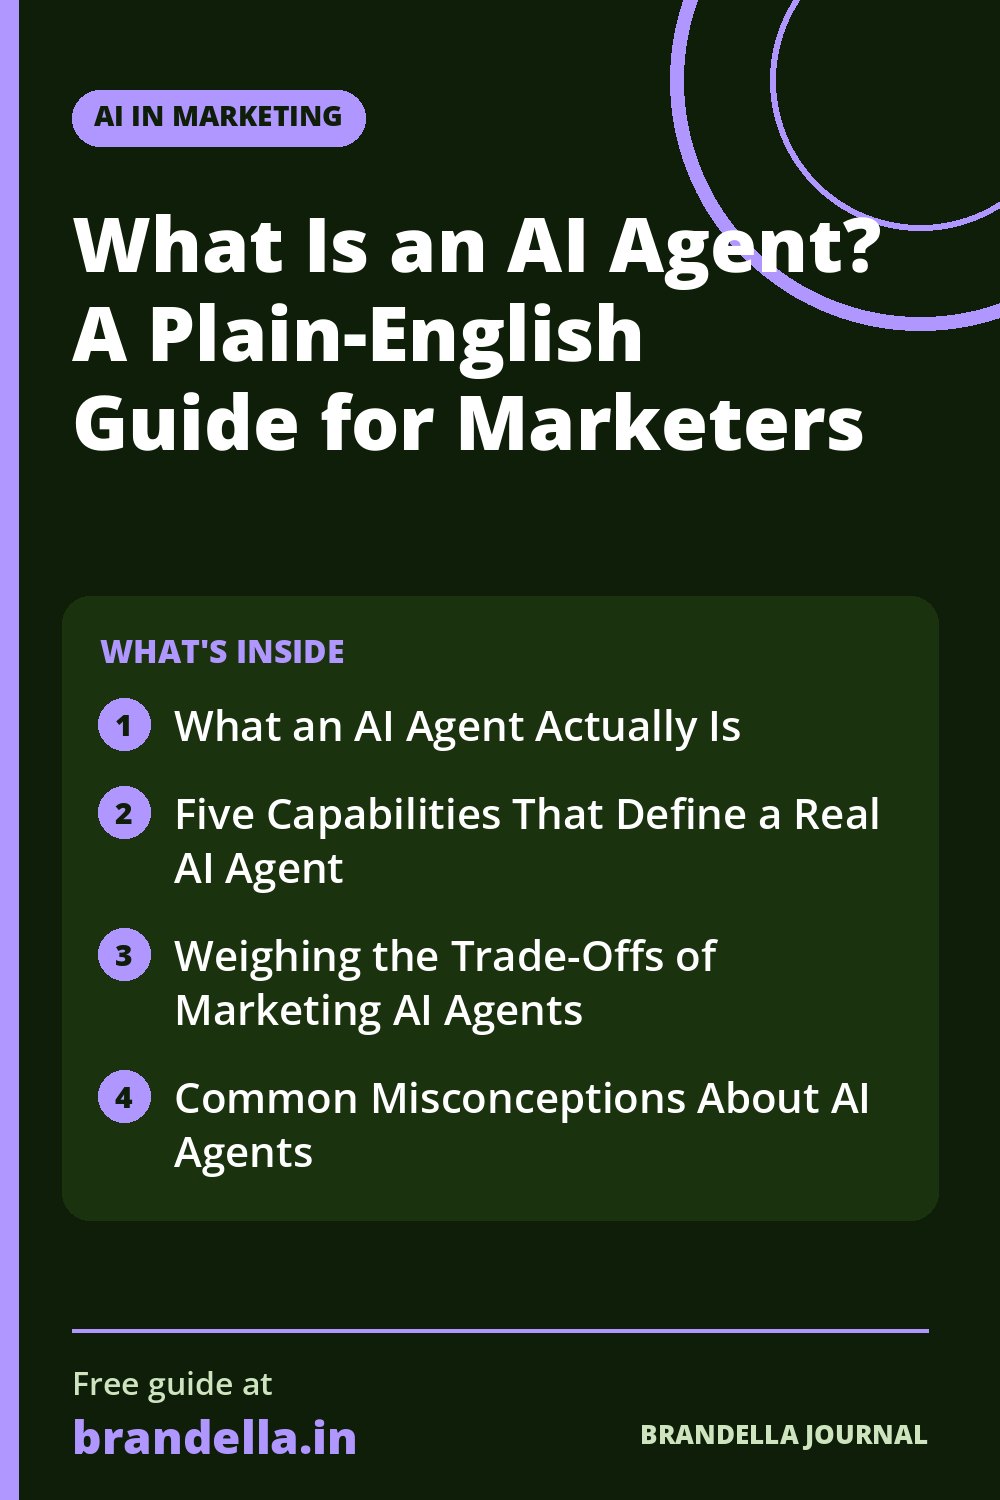 AI IN MARKETING
What Is an AI Agent?
A Plain-English
Guide for Marketers
WHAT'S INSIDE
1 What an AI Agent Actually Is
2 Five Capabilities That Define a Real
AI Agent
3 Weighing the Trade-Offs of
Marketing AI Agents
4 Common Misconceptions About AI
Agents
Free guide at
brandella.in
BRANDELLA JOURNAL